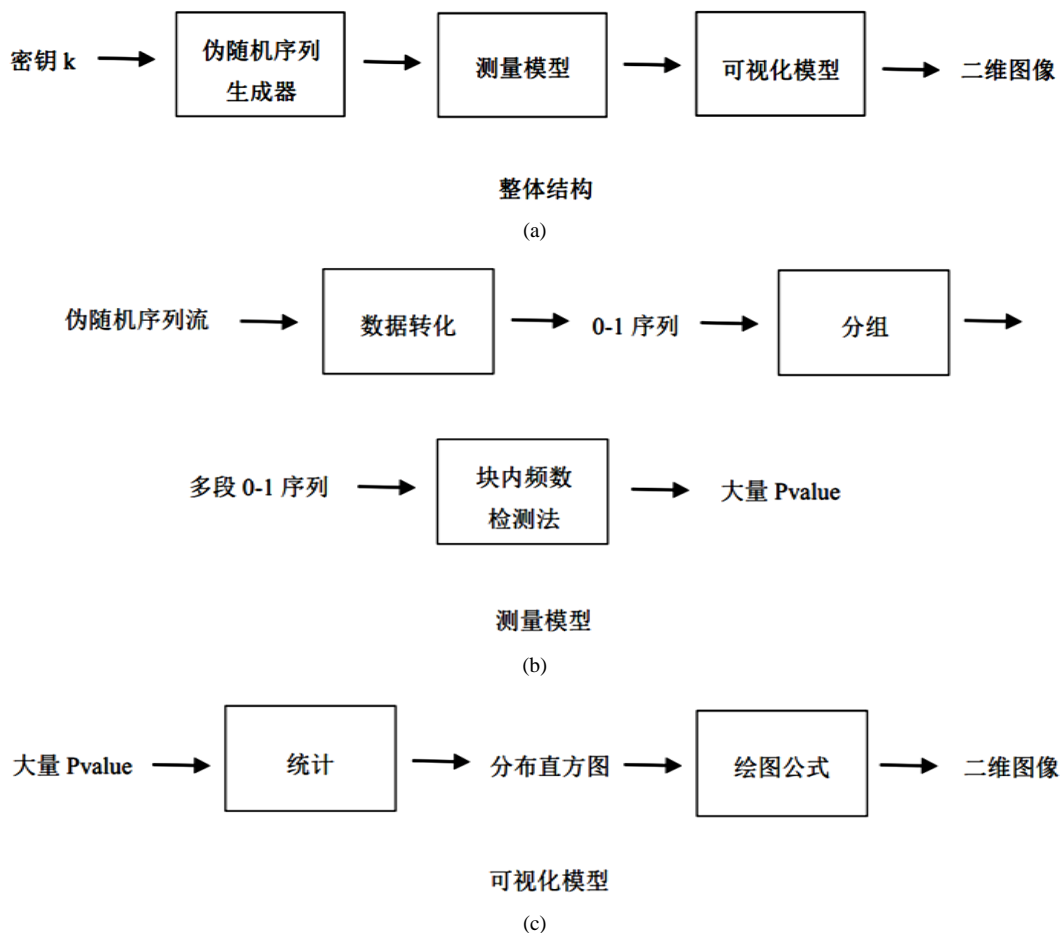 密钥 k
伪随机序列
生成器
测量模型
可视化模型
二维图像
整体结构
(a)
伪随机序列流
数据转化
0-1 序列
分组
多段 0-1 序列
块内频数
检测法
大量 Pvalue
测量模型
(b)
大量 Pvalue
统计
分布直方图
绘图公式
二维图像
可视化模型
(c)